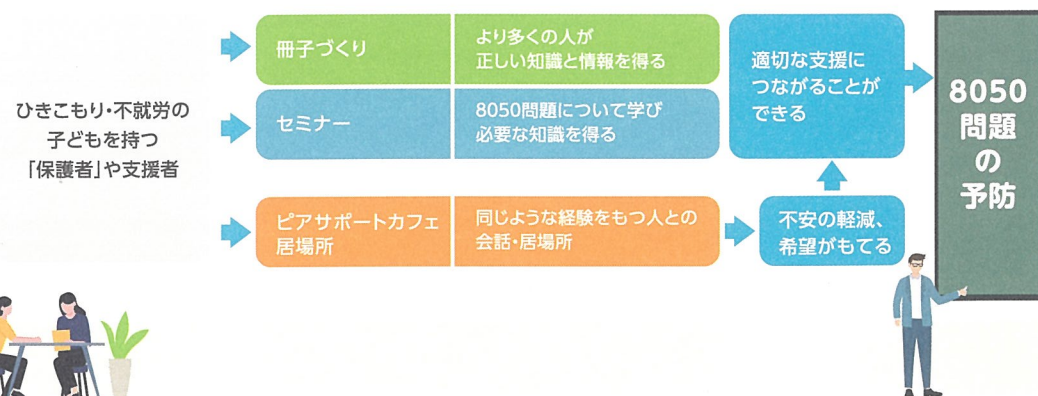 ひきこもり・不就労の
子どもを持つ
「保護者」や支援者
冊子づくり
より多くの人が
正しい知識と情報を得る
セミナー
8050問題について学び
必要な知識を得る
適切な支援に
つながることが
できる
ピアサポートカフェ
居場所
同じような経験をもつ人との
会話・居場所
不安の軽減、
希望がもてる
8050
問題
の
予防